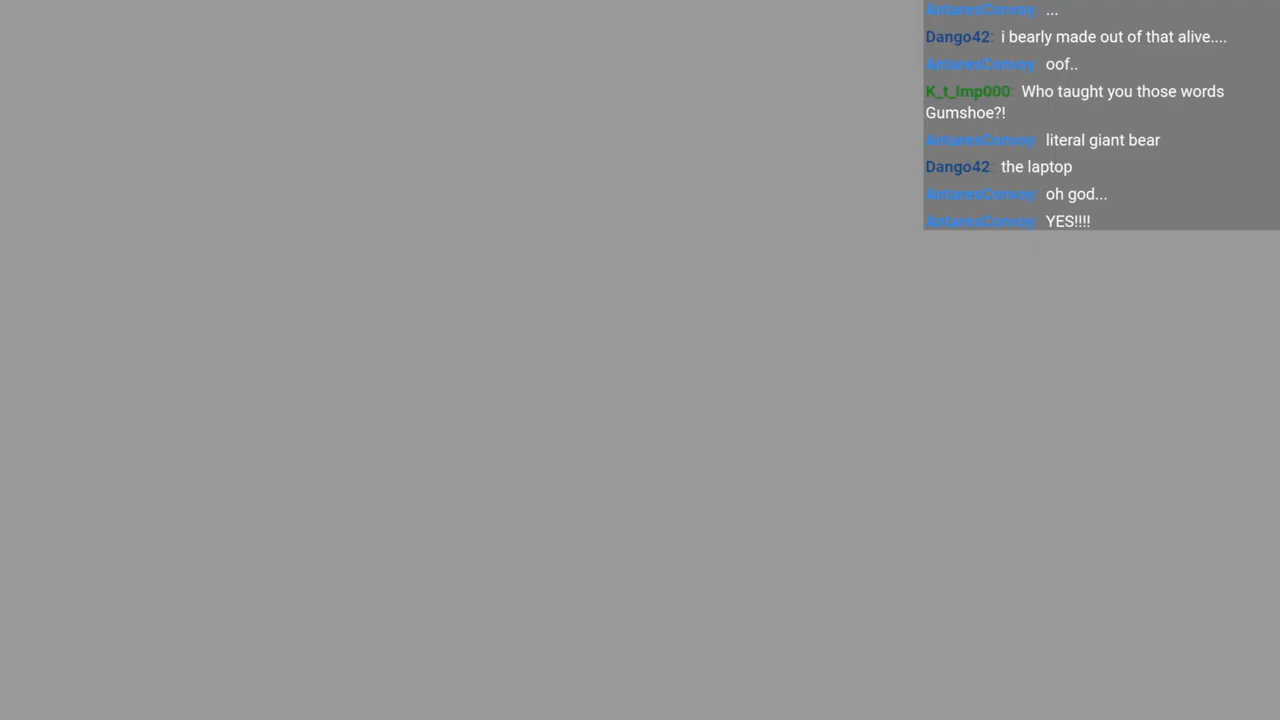 AntaresConvoy: ...
Dango42: i bearly made out of that alive....
AntaresConvoy: oof..
K_t_Imp000: Who taught you those words
Gumshoe?!
AntaresConvoy: literal giant bear
Dango42: the laptop
AntaresConvoy: oh god...
AntaresConvoy: YES!!!!